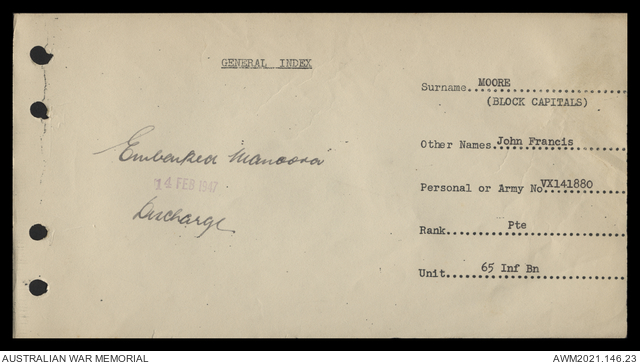 GENERAL INDEX
Surname. MOORE
(BLOCK CAPITALS)
Other Names. John Francis
Personal or Army No VX141880
Rank. Pte
Unit. 65 Inf Bn
Embarked Manoora
14 FEB 1947
Discharge
AUSTRALIAN WAR MEMORIAL
AWM2021.146.23